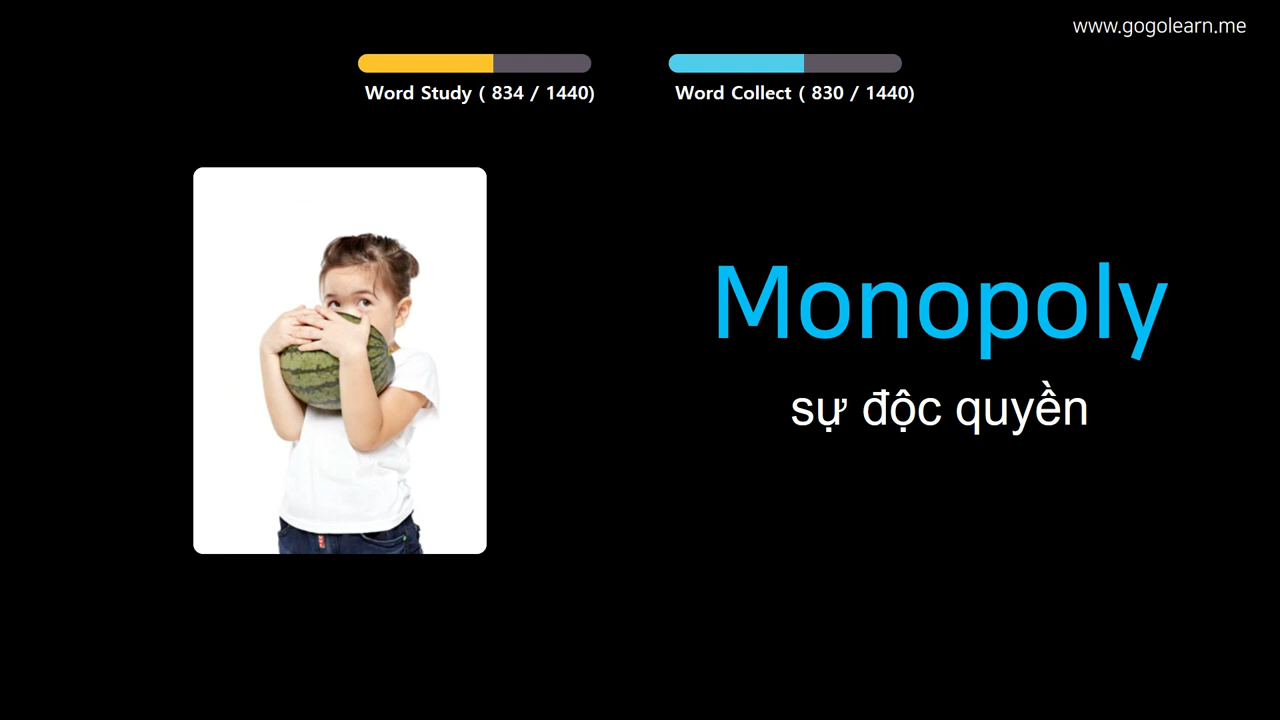 www.gogolearn.me
Word Study ( 834 / 1440)
Word Collect ( 830 / 1440)
Monopoly
sự độc quyền